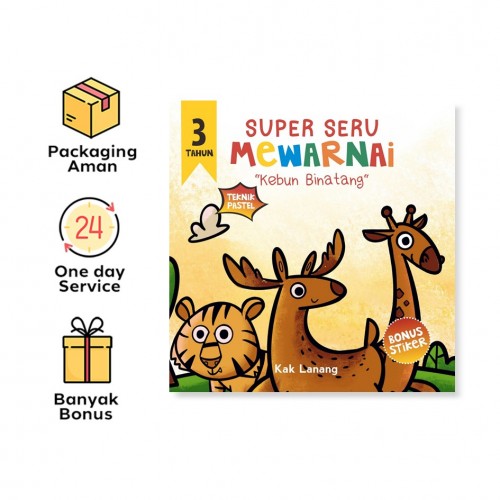 Packaging
Aman
24
One day
Service
Banyak
Bonus
3
TAHUN
SUPER SERU
MeWARNAi
"Kebun Binatang"
TEKNIK
PASTEL
BONUS
STIKER
Kak Lanang